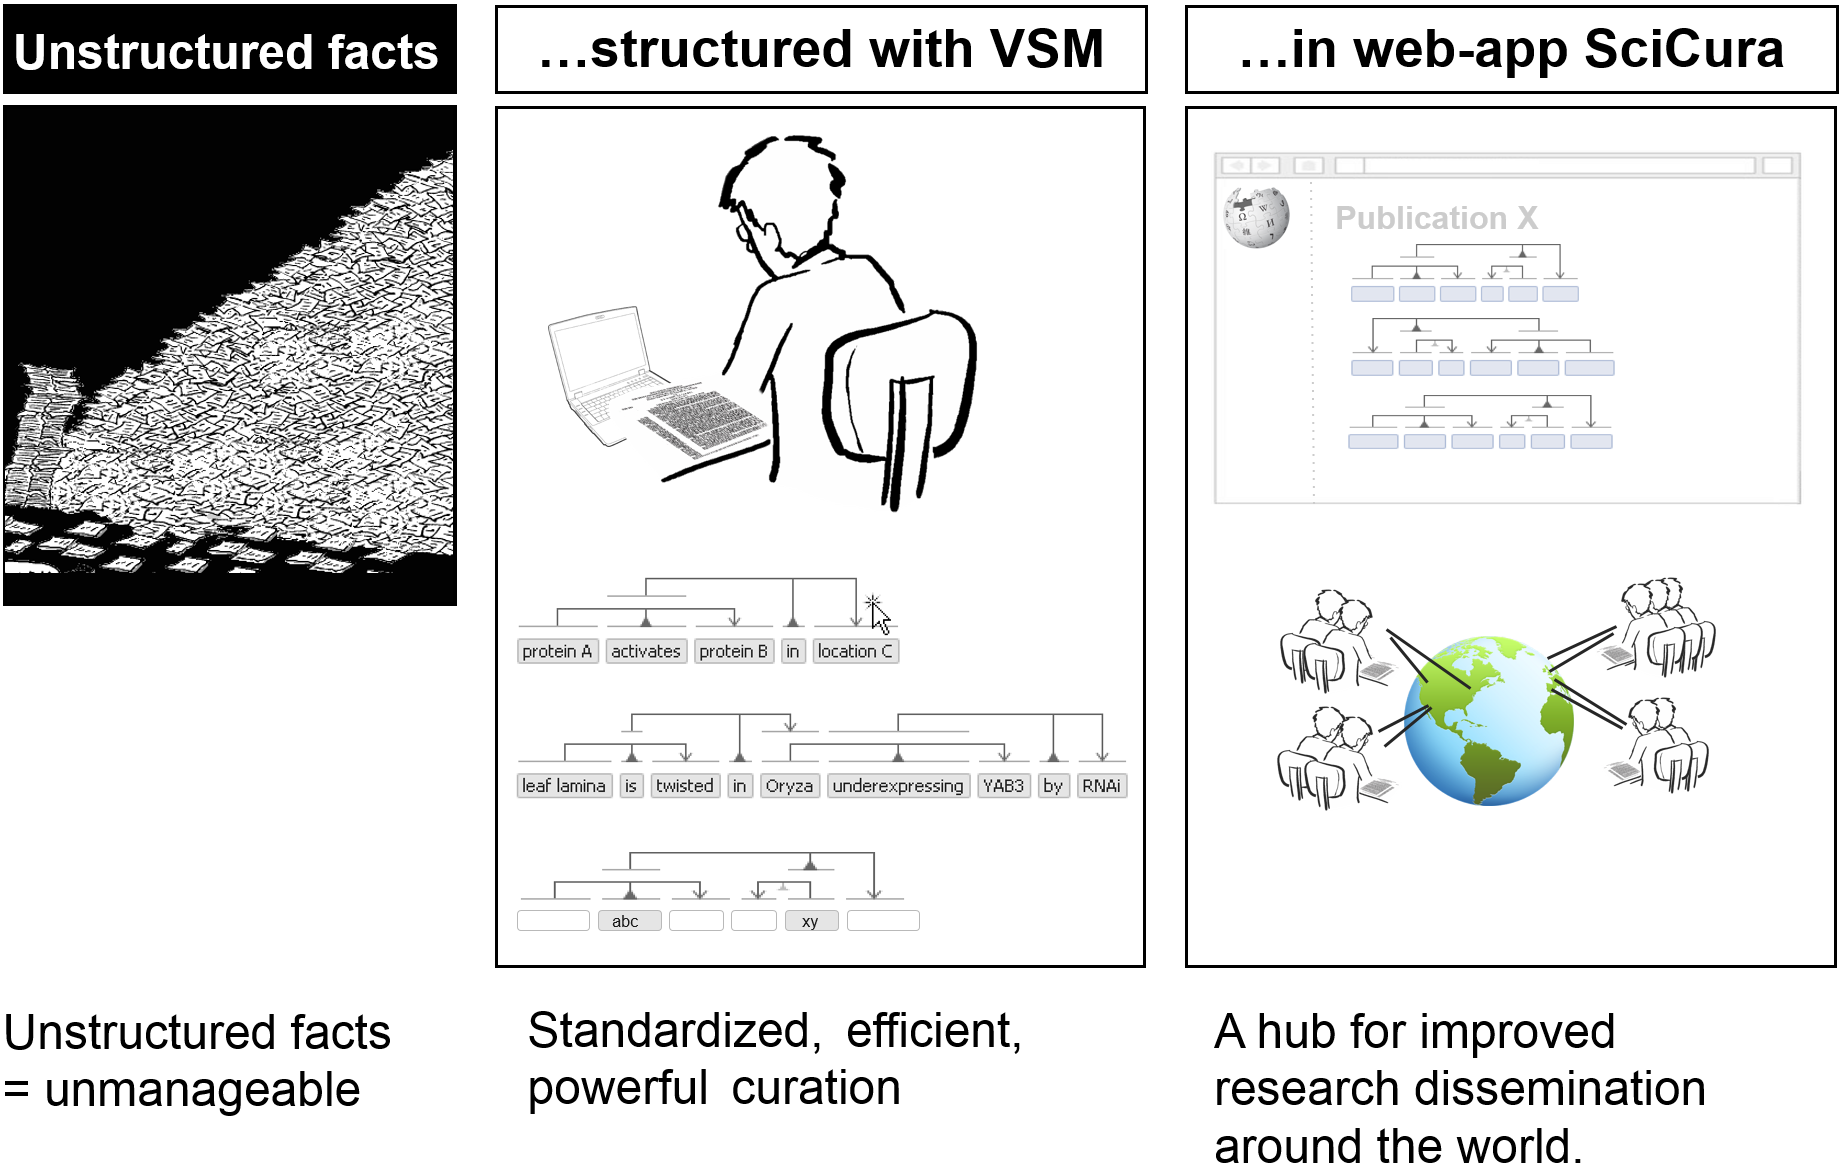 Unstructured facts
...structured with VSM
...in web-app SciCura
Publication X
protein A activates protein B in location C
leaf lamina is twisted in Oryza underexpressing YAB3 by RNAi
abc xy
Unstructured facts
= unmanageable
Standardized, efficient,
powerful curation
A hub for improved
research dissemination
around the world.